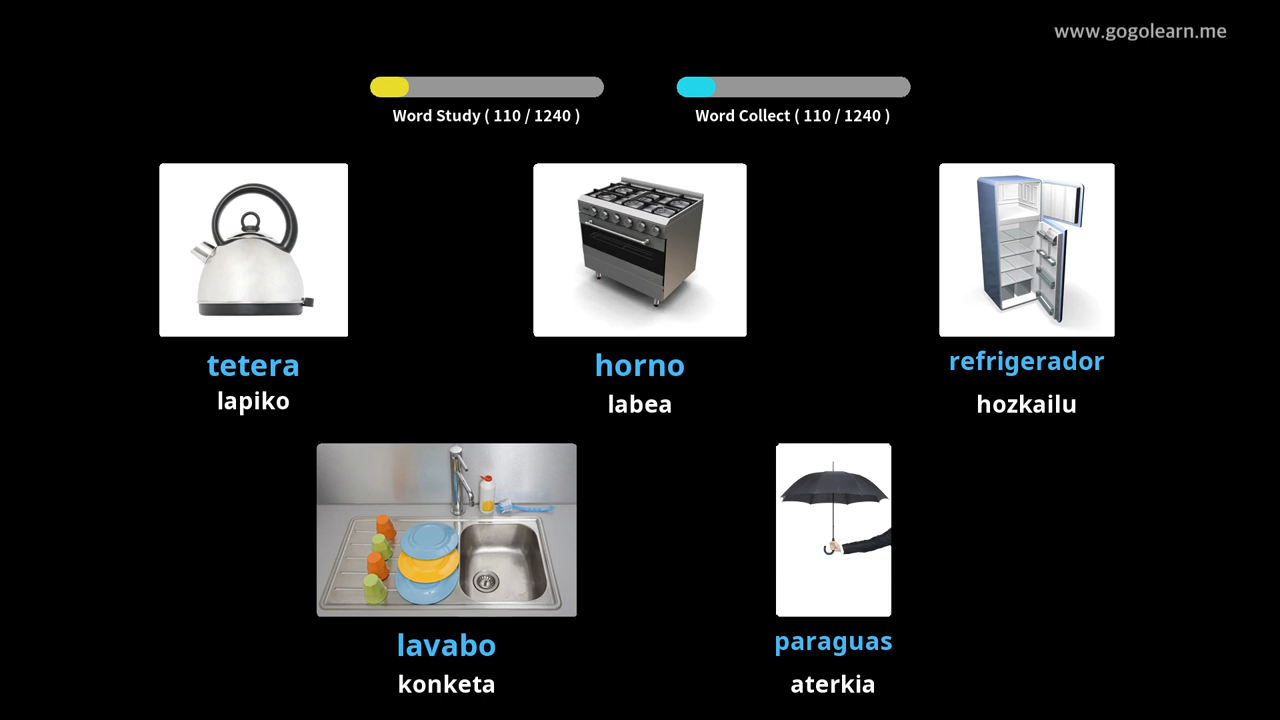 www.gogolearn.me
Word Study ( 110 / 1240 )
Word Collect ( 110 / 1240 )
tetera
lapiko
horno
labea
refrigerador
hozkailu
lavabo
konketa
paraguas
aterkia